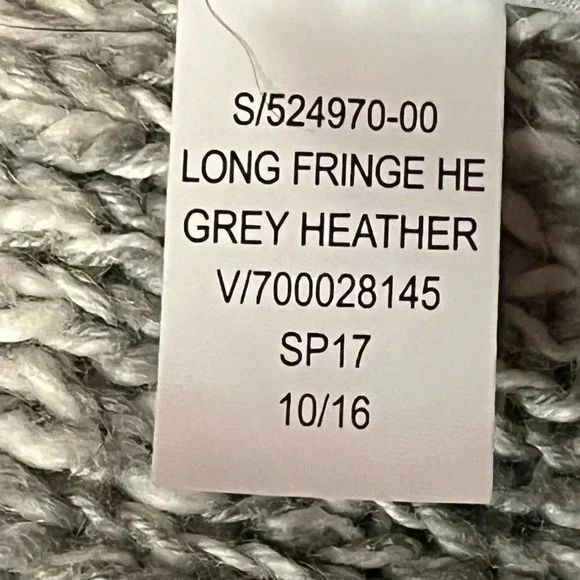 S/524970-00
LONG FRINGE HE
GREY HEATHER
V/700028145
SP17
10/16